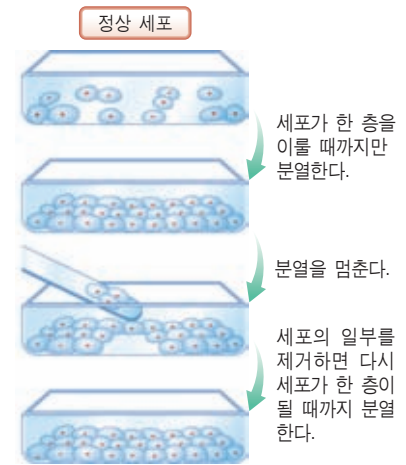 정상 세포
세포가 한 층을
이룰 때까지만
분열한다.
분열을 멈춘다.
세포의 일부를
제거하면 다시
세포가 한 층이
될 때까지 분열
한다.